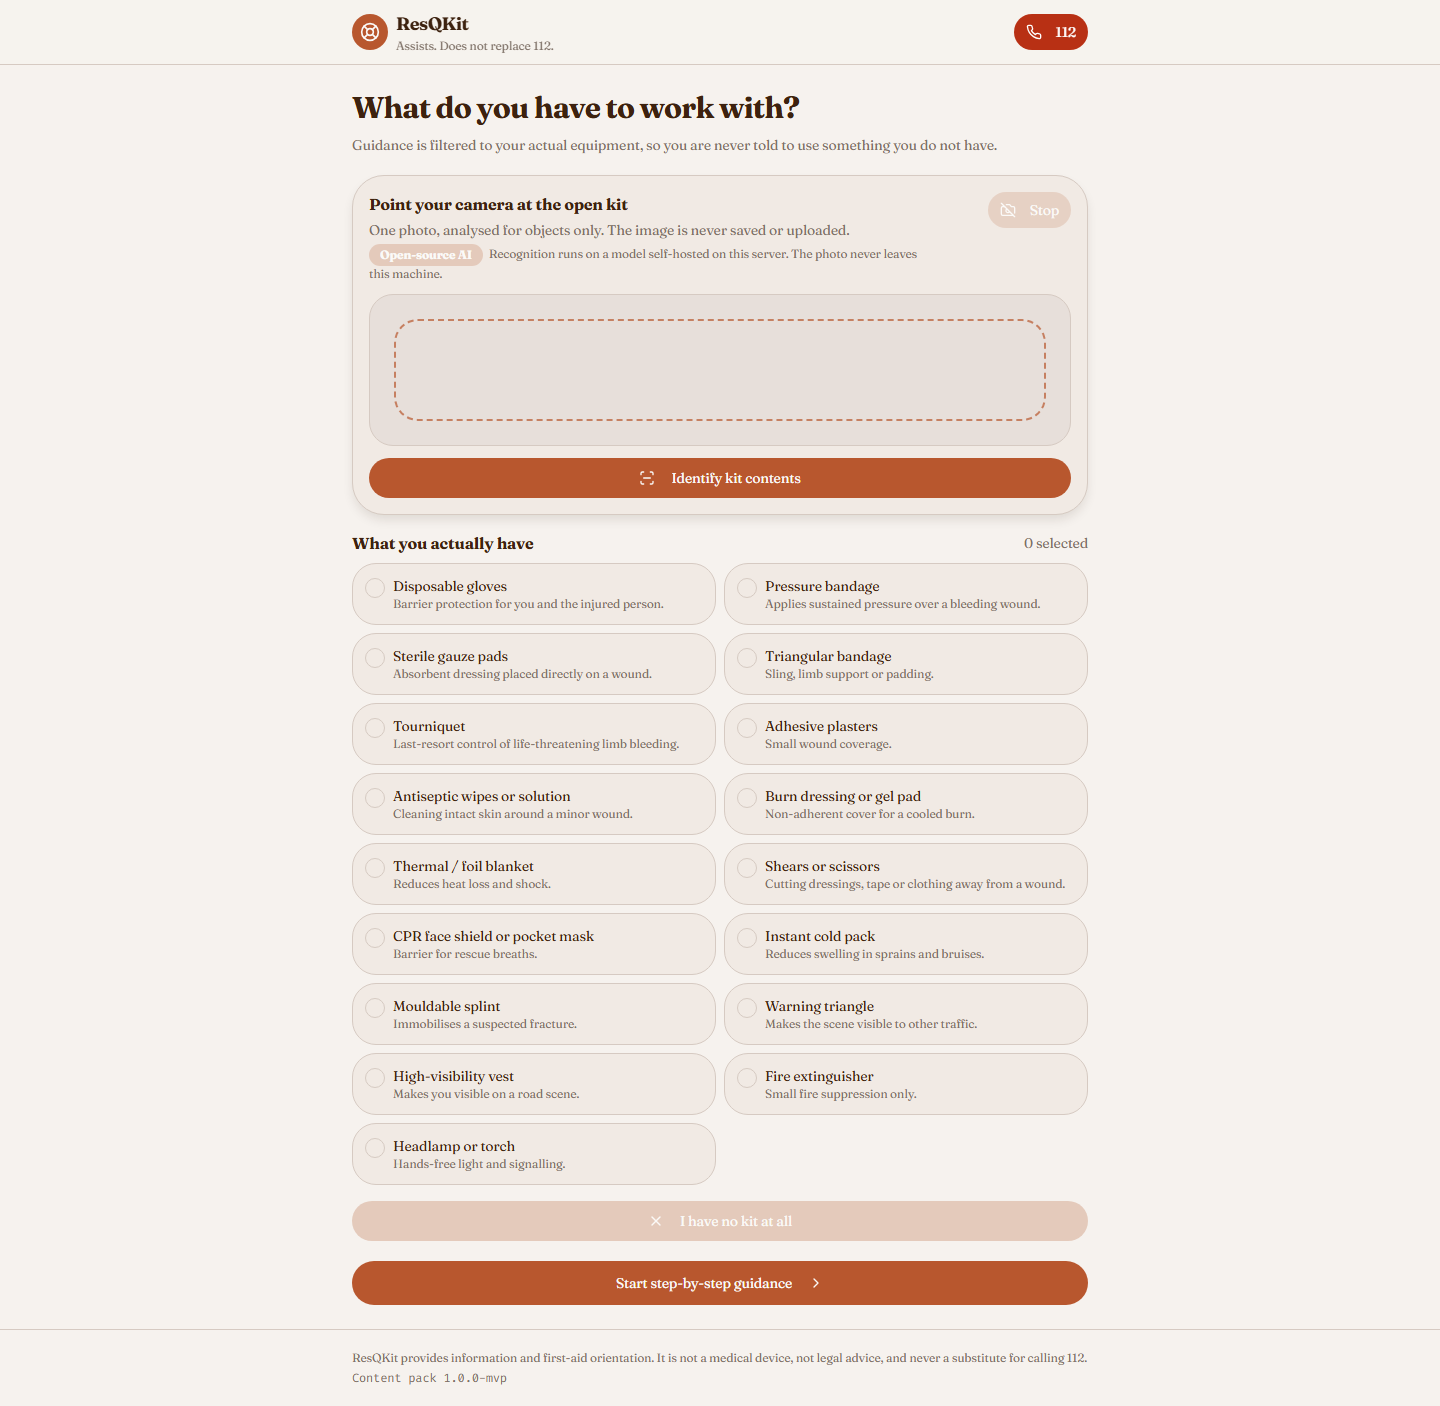 ResQKit
Assists. Does not replace 112.
112
What do you have to work with?
Guidance is filtered to your actual equipment, so you are never told to use something you do not have.
Point your camera at the open kit
Stop
One photo, analysed for objects only. The image is never saved or uploaded.
Open-source AI Recognition runs on a model self-hosted on this server. The photo never leaves
this machine.
Identify kit contents
What you actually have
0 selected
Disposable gloves
Barrier protection for you and the injured person.
Pressure bandage
Applies sustained pressure over a bleeding wound.
Sterile gauze pads
Absorbent dressing placed directly on a wound.
Triangular bandage
Sling, limb support or padding.
Tourniquet
Last-resort control of life-threatening limb bleeding.
Adhesive plasters
Small wound coverage.
Antiseptic wipes or solution
Cleaning intact skin around a minor wound.
Burn dressing or gel pad
Non-adherent cover for a cooled burn.
Thermal / foil blanket
Reduces heat loss and shock.
Shears or scissors
Cutting dressings, tape or clothing away from a wound.
CPR face shield or pocket mask
Barrier for rescue breaths.
Instant cold pack
Reduces swelling in sprains and bruises.
Mouldable splint
Immobilises a suspected fracture.
Warning triangle
Makes the scene visible to other traffic.
High-visibility vest
Makes you visible on a road scene.
Fire extinguisher
Small fire suppression only.
Headlamp or torch
Hands-free light and signalling.
I have no kit at all
Start step-by-step guidance
ResQKit provides information and first-aid orientation. It is not a medical device, not legal advice, and never a substitute for calling 112.
Content pack 1.0.0-mvp